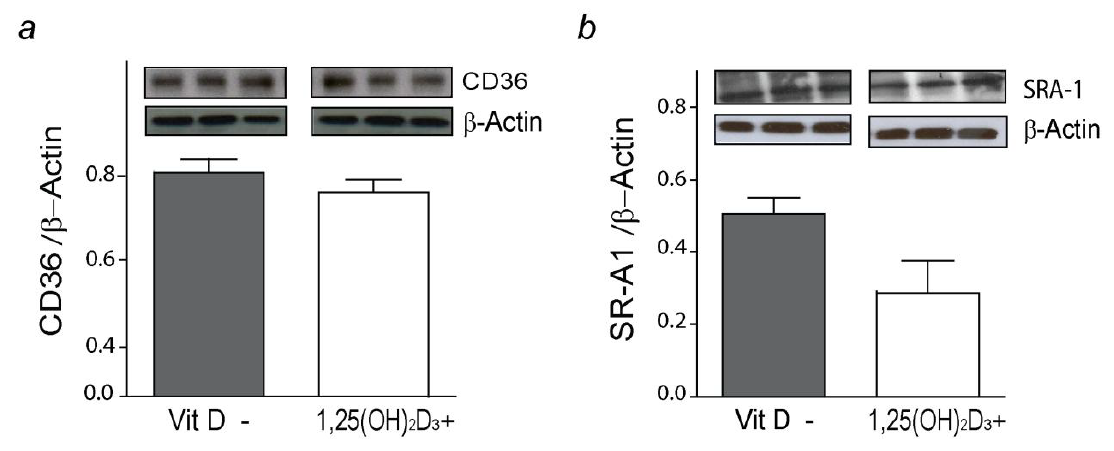 a
CD36
β-Actin
CD36 /β-Actin
0.8
0.6
0.4
0.0
Vit D -
1,25(OH)₂D₃+
b
SRA-1
β-Actin
SR-A1 /β-Actin
0.8
0.6
0.4
0.2
0.0
Vit D -
1,25(OH)₂D₃+